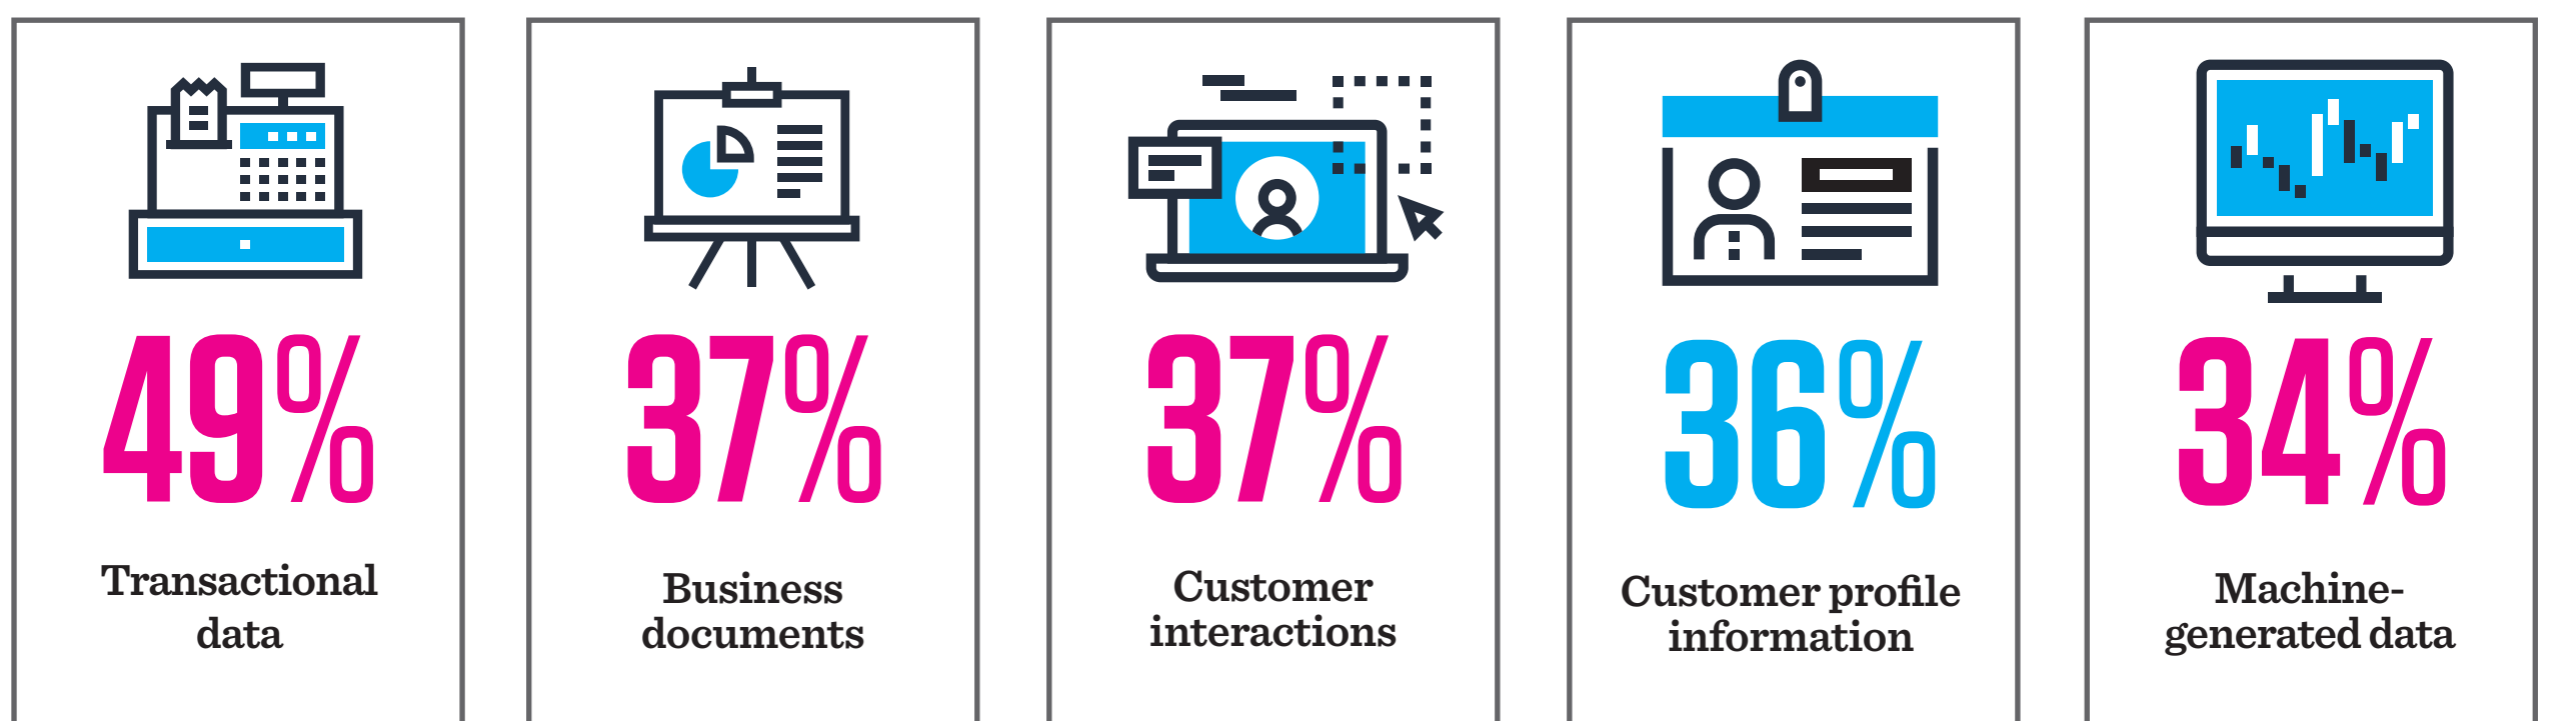 49%
Transactional
data
37%
Business
documents
37%
Customer
interactions
36%
Customer profile
information
34%
Machine-
generated data